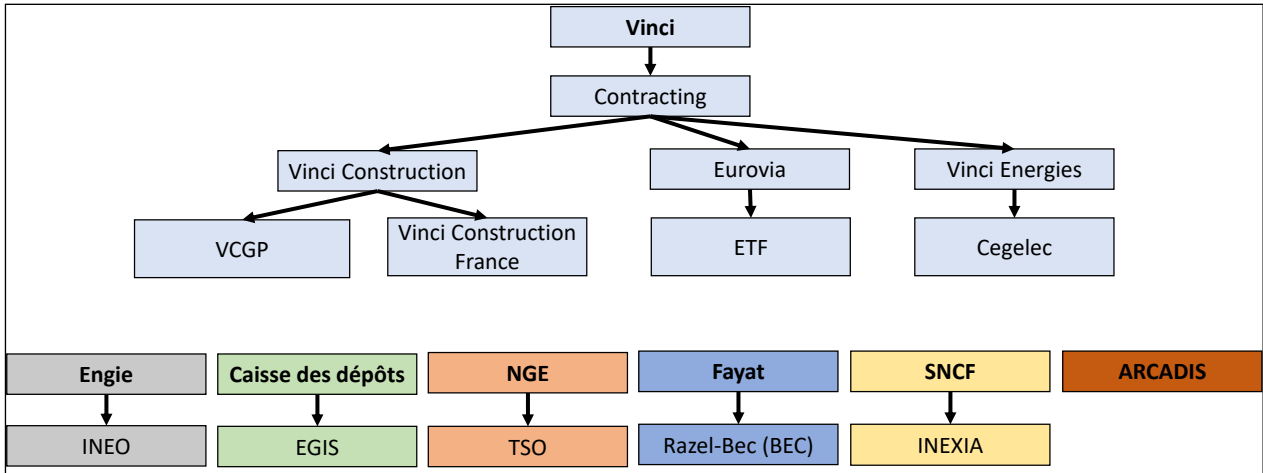 Vinci
Contracting
Vinci Construction
Eurovia
Vinci Energies
VCGP
Vinci Construction
France
ETF
Cegelec
Engie
Caisse des dépôts
NGE
Fayat
SNCF
ARCADIS
INEO
EGIS
TSO
Razel-Bec (BEC)
INEXIA